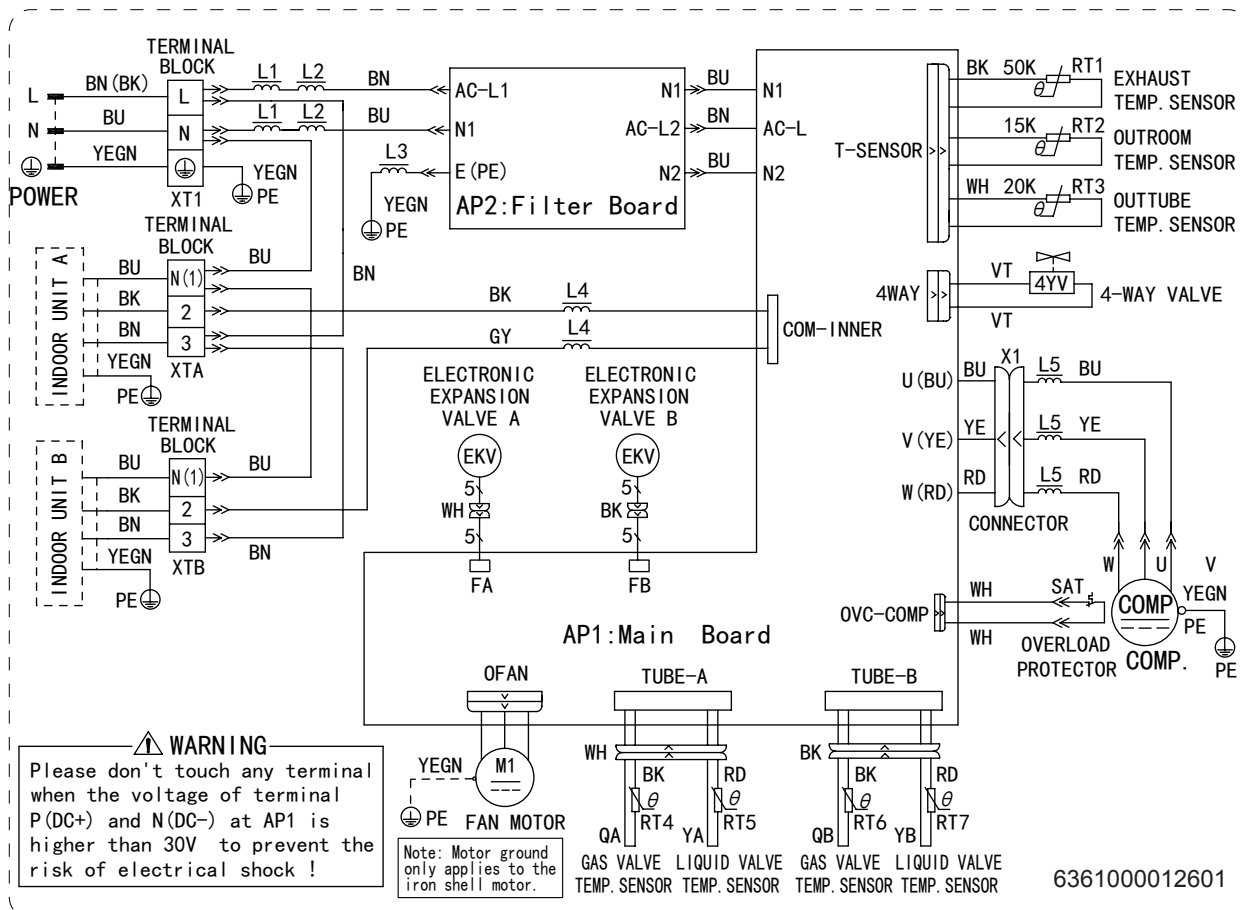 TERMINAL
BLOCK
L1 L2
BN(BK)
BN
L
L
AC-L1
N1
BU
N1
L1 L2
N
BU
N
BU
N1
AC-L2
BN
AC-L
YEGN
L3
E(PE)
N2
BU
N2
YEGN
PE
POWER
XT1
YEGN
PE
AP2:Filter Board
T-SENSOR
BK 50K RT1
θ
EXHAUST
TEMP. SENSOR
15K RT2
θ
OUTROOM
TEMP. SENSOR
WH 20K RT3
θ
OUTTUBE
TEMP. SENSOR
TERMINAL
BLOCK
INDOOR UNIT A
BU
N(1)
BU
BK
2
BN
3
YEGN
XTA
PE
BN
BK
L4
GY
L4
COM-INNER
4WAY
VT
4YV
VT
4-WAY VALVE
TERMINAL
BLOCK
INDOOR UNIT B
BU
N(1)
BU
BK
2
BN
3
YEGN
XTB
BN
PE
ELECTRONIC
EXPANSION
VALVE A
EKV
5
WH
5
FA
ELECTRONIC
EXPANSION
VALVE B
EKV
5
BK
5
FB
X1
U(BU) BU
L5 BU
V(YE) YE
L5 YE
W(RD) RD
L5 RD
CONNECTOR
W U V
YEGN
COMP
PE
COMP.
PE
OVC-COMP
WH
SAT
WH
OVERLOAD
PROTECTOR
AP1:Main Board
OFAN
M1
YEGN
PE
FAN MOTOR
Note: Motor ground
only applies to the
iron shell motor.
TUBE-A
WH
BK
RD
θ
θ
RT4
RT5
QA
YA
GAS VALVE
TEMP. SENSOR
LIQUID VALVE
TEMP. SENSOR
TUBE-B
BK
BK
RD
θ
θ
RT6
RT7
QB
YB
GAS VALVE
TEMP. SENSOR
LIQUID VALVE
TEMP. SENSOR
WARNING
Please don't touch any terminal
when the voltage of terminal
P(DC+) and N(DC-) at AP1 is
higher than 30V to prevent the
risk of electrical shock !
6361000012601